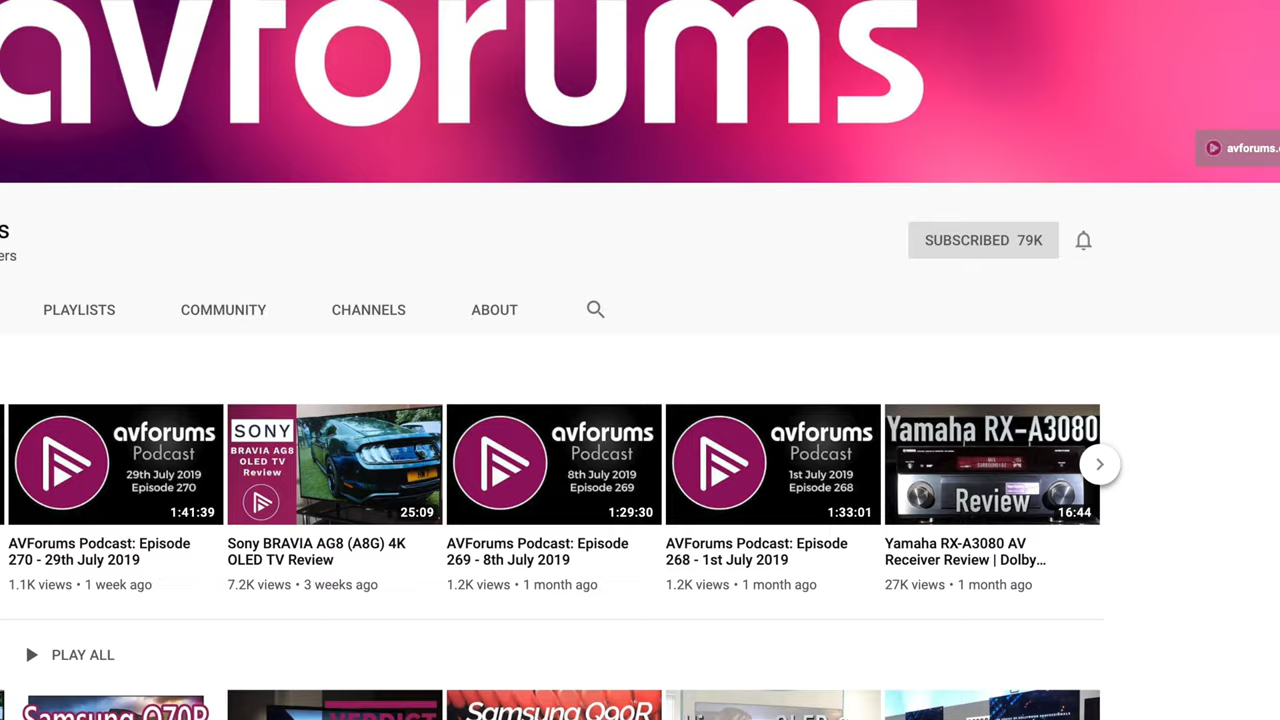 avforums
avforums.
S
ers
SUBSCRIBED 79K
PLAYLISTS
COMMUNITY
CHANNELS
ABOUT
avforums
Podcast
29th July 2019
Episode 270
1:41:39
SONY
BRAVIA AG8
OLED TV
Review
25:09
avforums
Podcast
8th July 2019
Episode 269
1:29:30
avforums
Podcast
1st July 2019
Episode 268
1:33:01
Yamaha RX-A3080
Review
16:44
AVForums Podcast: Episode
270 - 29th July 2019
1.1K views • 1 week ago
Sony BRAVIA AG8 (A8G) 4K
OLED TV Review
7.2K views • 3 weeks ago
AVForums Podcast: Episode
269 - 8th July 2019
1.2K views • 1 month ago
AVForums Podcast: Episode
268 - 1st July 2019
1.2K views • 1 month ago
Yamaha RX-A3080 AV
Receiver Review | Dolby...
27K views • 1 month ago
PLAY ALL
Samsung Q70R
VERDICT
Samsung Q90R